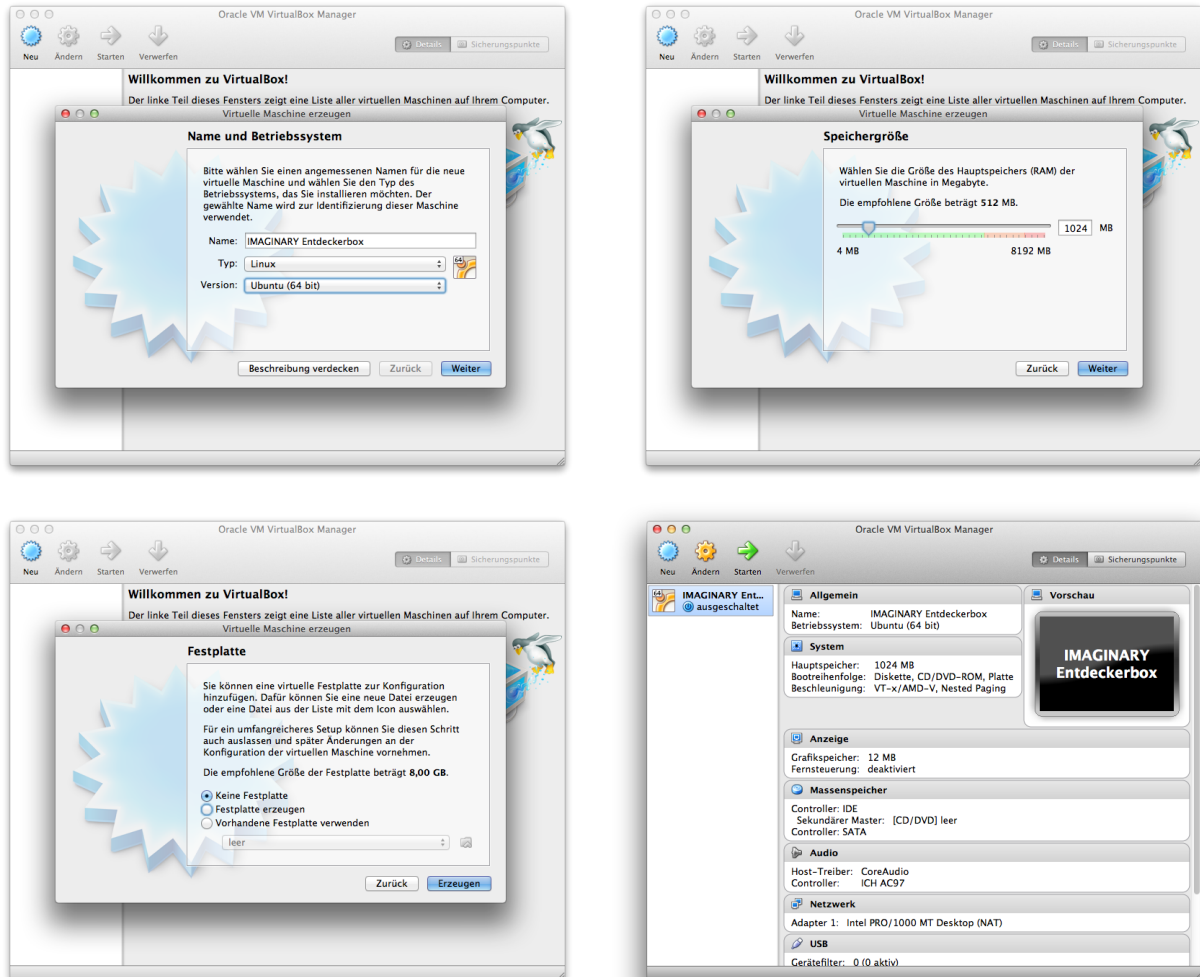 Oracle VM VirtualBox Manager
Neu Ändern Starten Verwerfen
Details Sicherungspunkte
Willkommen zu VirtualBox!
Der linke Teil dieses Fensters zeigt eine Liste aller virtuellen Maschinen auf Ihrem Computer.
Virtuelle Maschine erzeugen
Name und Betriebssystem
Bitte wählen Sie einen angemessenen Namen für die neue
virtuelle Maschine und wählen Sie den Typ des
Betriebssystems, das Sie installieren möchten. Der
gewählte Name wird zur Identifizierung dieser Maschine
verwendet.
Name: IMAGINARY Entdeckerbox
Typ: Linux
64
Version: Ubuntu (64 bit)
Beschreibung verdecken Zurück Weiter
Oracle VM VirtualBox Manager
Neu Ändern Starten Verwerfen
Details Sicherungspunkte
Willkommen zu VirtualBox!
Der linke Teil dieses Fensters zeigt eine Liste aller virtuellen Maschinen auf Ihrem Computer.
Virtuelle Maschine erzeugen
Speichergröße
Wählen Sie die Größe des Hauptspeichers (RAM) der
virtuellen Maschine in Megabyte.
Die empfohlene Größe beträgt 512 MB.
1024 MB
4 MB 8192 MB
Zurück Weiter
Oracle VM VirtualBox Manager
Neu Ändern Starten Verwerfen
Details Sicherungspunkte
Willkommen zu VirtualBox!
Der linke Teil dieses Fensters zeigt eine Liste aller virtuellen Maschinen auf Ihrem Computer.
Virtuelle Maschine erzeugen
Festplatte
Sie können eine virtuelle Festplatte zur Konfiguration
hinzufügen. Dafür können Sie eine neue Datei erzeugen
oder eine Datei aus der Liste mit dem Icon auswählen.
Für ein umfangreicheres Setup können Sie diesen Schritt
auch auslassen und später Änderungen an der
Konfiguration der virtuellen Maschine vornehmen.
Die empfohlene Größe der Festplatte beträgt 8,00 GB.
Keine Festplatte
Festplatte erzeugen
Vorhandene Festplatte verwenden
leer
Zurück Erzeugen
Oracle VM VirtualBox Manager
Neu Ändern Starten Verwerfen
Details Sicherungspunkte
64
IMAGINARY Ent...
ausgeschaltet
Allgemein
Name: IMAGINARY Entdeckerbox
Betriebssystem: Ubuntu (64 bit)
System
Hauptspeicher: 1024 MB
Bootreihenfolge: Diskette, CD/DVD-ROM, Platte
Beschleunigung: VT-x/AMD-V, Nested Paging
Vorschau
IMAGINARY
Entdeckerbox
Anzeige
Grafikspeicher: 12 MB
Fernsteuerung: deaktiviert
Massenspeicher
Controller: IDE
Sekundärer Master: [CD/DVD] leer
Controller: SATA
Audio
Host-Treiber: CoreAudio
Controller: ICH AC97
Netzwerk
Adapter 1: Intel PRO/1000 MT Desktop (NAT)
USB
Gerätefilter: 0 (0 aktiv)